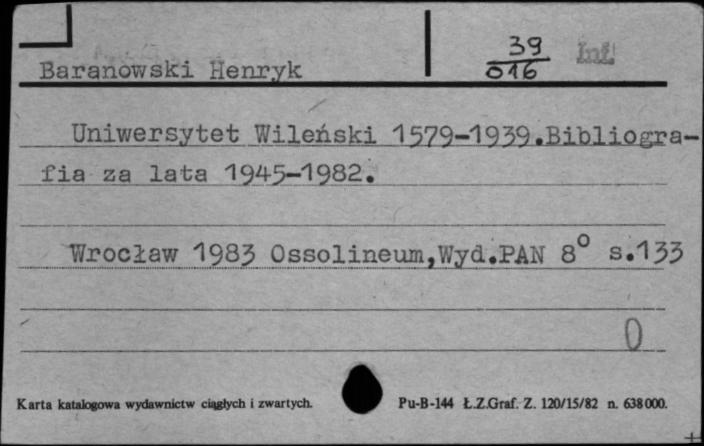 39
016 Inf!
Baranowski Henryk
Uniwersytet Wileński 1579-1939.Bibliogra-
fia za lata 1945-1982.
Wrocław 1983 Ossolineum,Wyd.PAN 8° s.133
0
Karta katalogowa wydawnictw ciągłych i zwartych. Pu-B-144 Ł.Z.Graf. Z. 120/15/82 n. 638000.